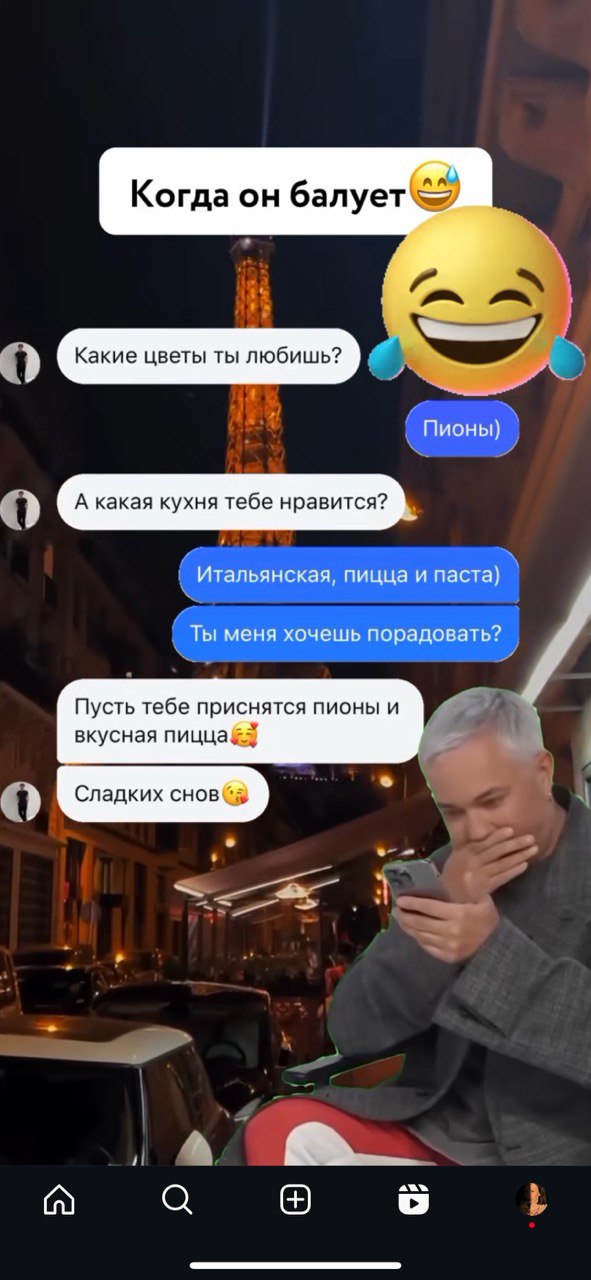 Когда он балует😅
Какие цветы ты любишь?
Пионы)
А какая кухня тебе нравится?
Итальянская, пицца и паста)
Ты меня хочешь порадовать?
Пусть тебе приснятся пионы и
вкусная пицца🥰
Сладких снов😘